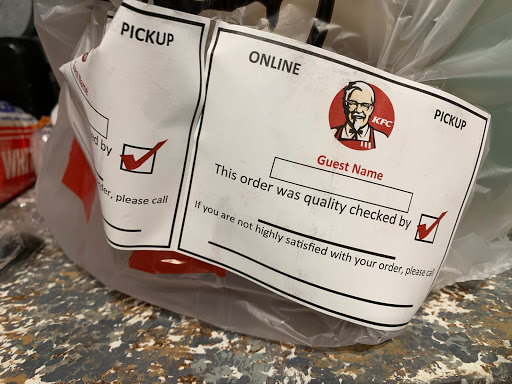 PICKUP
ed by
order, please call
ONLINE
PICKUP
KFC
Guest Name
This order was quality checked by
If you are not highly satisfied with your order, please call